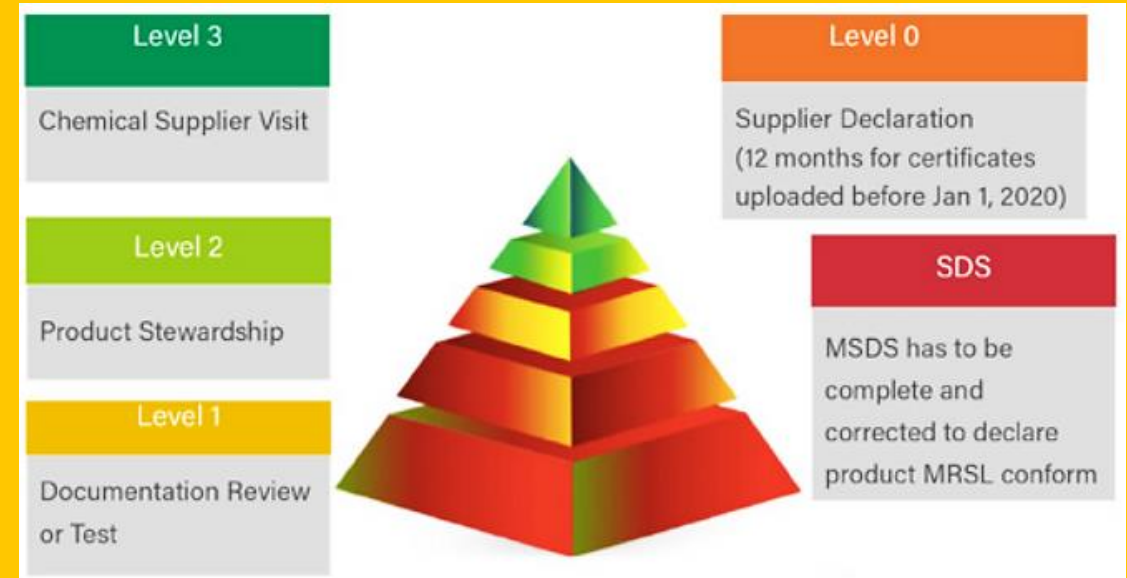 Level 3
Chemical Supplier Visit
Level 2
Product Stewardship
Level 1
Documentation Review
or Test
Level 0
Supplier Declaration
(12 months for certificates
uploaded before Jan 1, 2020)
SDS
MSDS has to be
complete and
corrected to declare
product MRSL conform